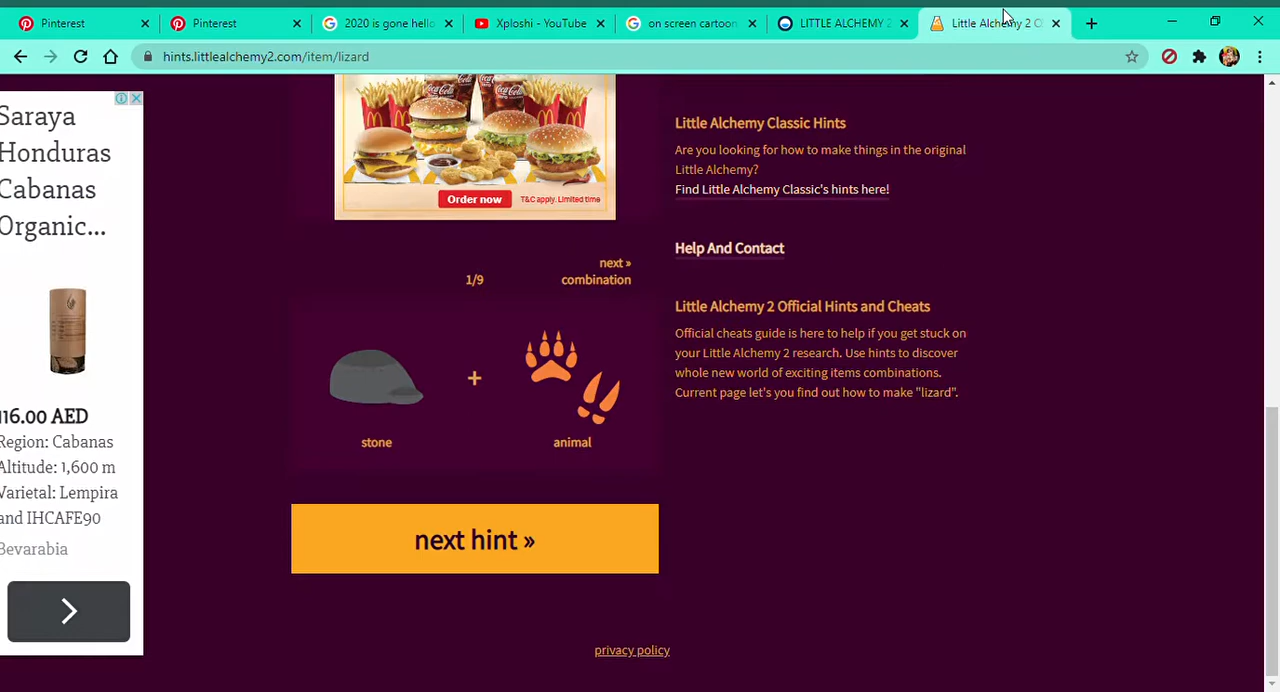 Pinterest
Pinterest
2020 is gone hello
Xploshi - YouTube
on screen cartoon
LITTLE ALCHEMY 2
Little Alchemy 2 O
hints.littlealchemy2.com/item/lizard
Saraya
Honduras
Cabanas
Organic...
116.00 AED
Region: Cabanas
Altitude: 1,600 m
Varietal: Lempira
and IHCAFE90
Bevarabia
Coca-Cola
Order now
T&C apply. Limited time
1/9
next »
combination
stone
+
animal
next hint »
Little Alchemy Classic Hints
Are you looking for how to make things in the original
Little Alchemy?
Find Little Alchemy Classic's hints here!
Help And Contact
Little Alchemy 2 Official Hints and Cheats
Official cheats guide is here to help if you get stuck on
your Little Alchemy 2 research. Use hints to discover
whole new world of exciting items combinations.
Current page let's you find out how to make "lizard".
privacy policy